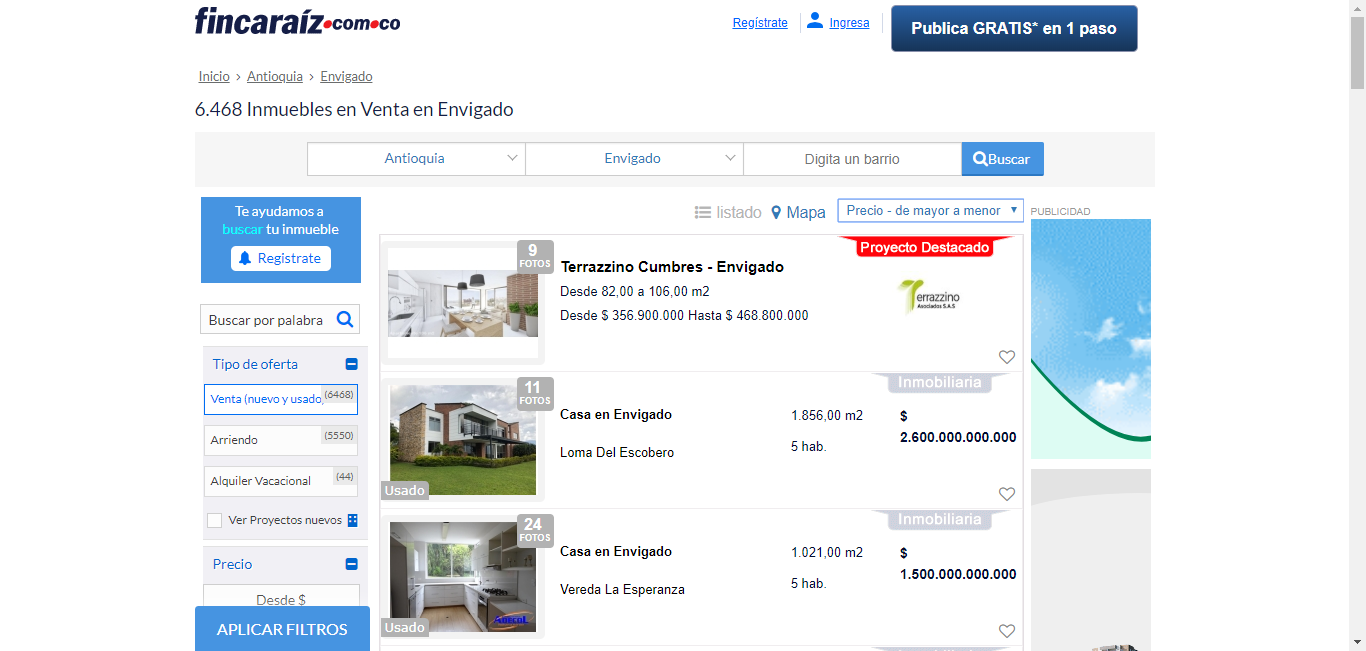 fincaraíz.com.co
Regístrate
Ingresa
Publica GRATIS* en 1 paso
Inicio > Antioquia > Envigado
6.468 Inmuebles en Venta en Envigado
Antioquia
Envigado
Digita un barrio
Buscar
Te ayudamos a
buscar tu inmueble
Registrate
listado
Mapa
Precio - de mayor a menor
PUBLICIDAD
Buscar por palabra
Tipo de oferta
Venta (nuevo y usado)
(6468)
Arriendo
(5550)
Alquiler Vacacional
(44)
Ver Proyectos nuevos
Precio
Desde $
APLICAR FILTROS
9
FOTOS
Terrazzino Cumbres - Envigado
Desde 82,00 a 106,00 m2
Desde $ 356.900.000 Hasta $ 468.800.000
Proyecto Destacado
Terrazzino
Asociados S.A.S
11
FOTOS
Usado
Casa en Envigado
Loma Del Escobero
1.856,00 m2
5 hab.
Inmobiliaria
$
2.600.000.000.000
24
FOTOS
Usado
Casa en Envigado
Vereda La Esperanza
1.021,00 m2
5 hab.
Inmobiliaria
$
1.500.000.000.000